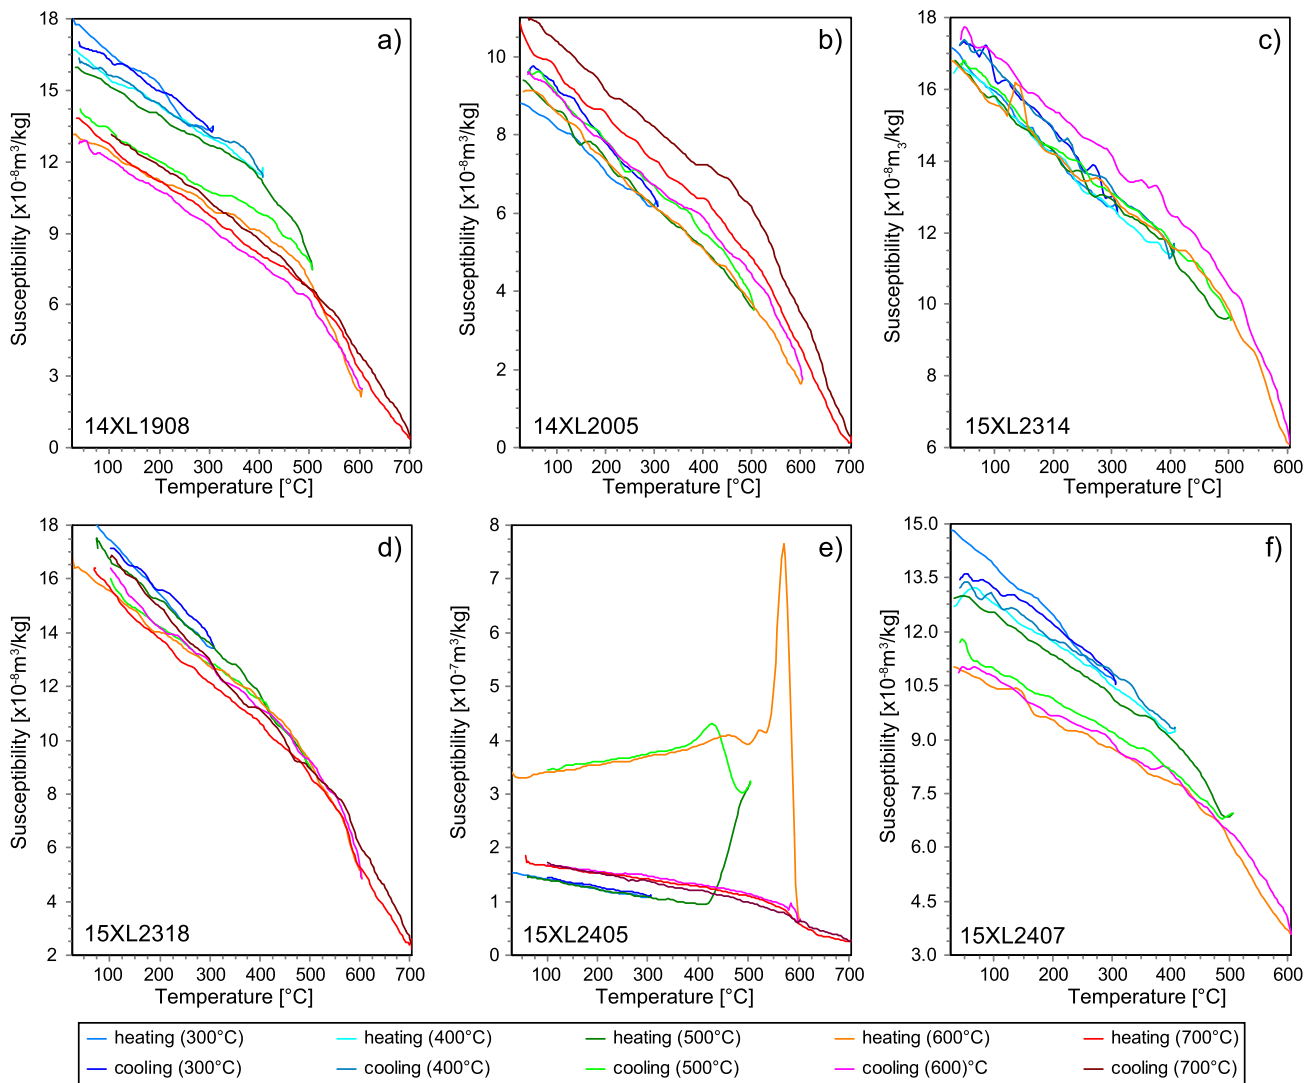 a)
18
15
12
9
6
3
0
Susceptibility [x10⁻⁸m³/kg]
14XL1908
0 100 200 300 400 500 600 700
Temperature [°C]
b)
10
8
6
4
2
0
Susceptibility [x10⁻⁸m³/kg]
14XL2005
100 200 300 400 500 600 700
Temperature [°C]
c)
18
16
14
12
10
8
6
Susceptibility [x10⁻⁸m₃/kg]
15XL2314
100 200 300 400 500 600
Temperature [°C]
d)
18
16
14
12
10
8
6
4
2
Susceptibility [x10⁻⁸m³/kg]
15XL2318
100 200 300 400 500 600 700
Temperature [°C]
e)
8
7
6
5
4
3
2
1
0
Susceptibility [x10⁻⁷m³/kg]
15XL2405
100 200 300 400 500 600 700
Temperature [°C]
f)
15.0
13.5
12.0
10.5
9.0
7.5
6.0
4.5
3.0
Susceptibility [x10⁻⁸m³/kg]
15XL2407
100 200 300 400 500 600
Temperature [°C]
heating (300°C) heating (400°C) heating (500°C) heating (600°C) heating (700°C)
cooling (300°C) cooling (400°C) cooling (500°C) cooling (600)°C cooling (700°C)